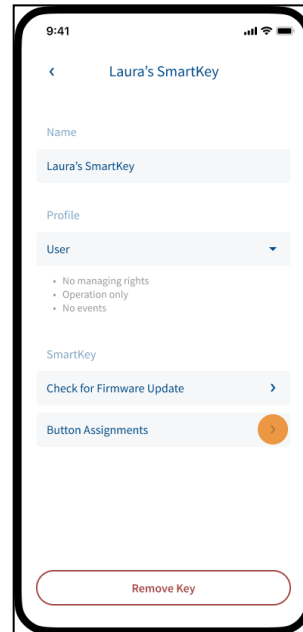 9:41
Laura’s SmartKey
Name
Laura’s SmartKey
Profile
User
• No managing rights
• Operation only
• No events
SmartKey
Check for Firmware Update
Button Assignments
Remove Key